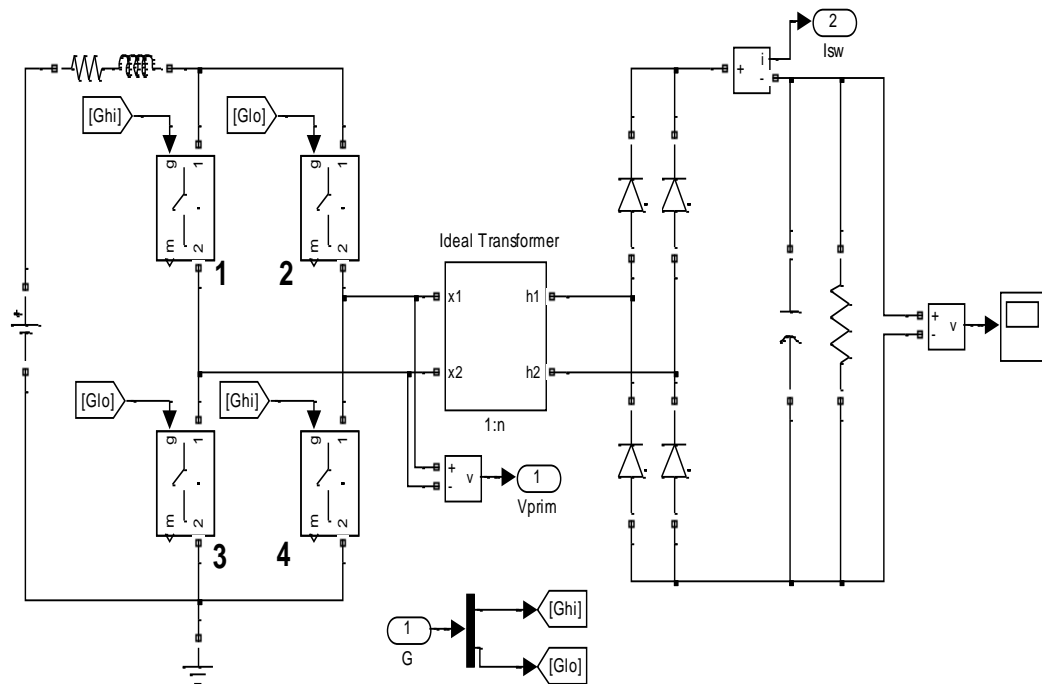 2
Isw
+
i
-
[Ghi]
[Glo]
g
1
m
2
1
g
1
m
2
2
Ideal Transformer
x1
h1
x2
h2
1:n
+
+
-
v
[Glo]
[Ghi]
g
1
m
2
3
g
1
m
2
4
+
-
v
1
Vprim
1
G
[Ghi]
[Glo]